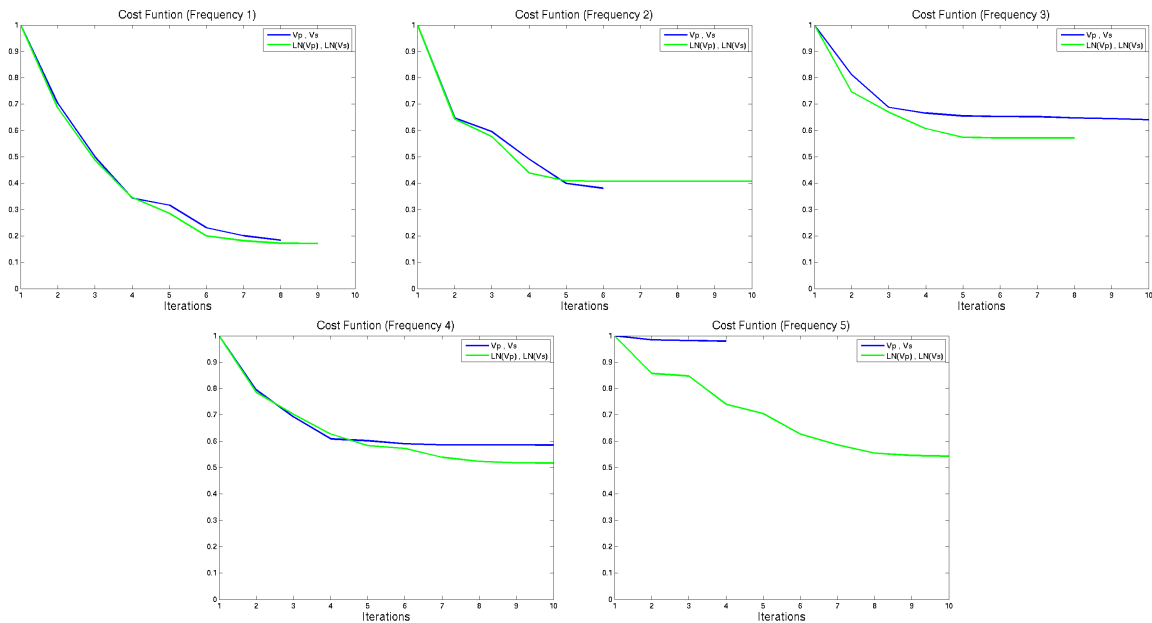 Cost Funtion (Frequency 1)
Vp , Vs
LN(Vp) , LN(Vs)
1
0.9
0.8
0.7
0.6
0.5
0.4
0.3
0.2
0.1
0
1 2 3 4 5 6 7 8 9 10
Iterations
Cost Funtion (Frequency 2)
Vp , Vs
LN(Vp) , LN(Vs)
1
0.9
0.8
0.7
0.6
0.5
0.4
0.3
0.2
0.1
0
1 2 3 4 5 6 7 8 9 10
Iterations
Cost Funtion (Frequency 3)
Vp , Vs
LN(Vp) , LN(Vs)
1
0.9
0.8
0.7
0.6
0.5
0.4
0.3
0.2
0.1
0
1 2 3 4 5 6 7 8 9 10
Iterations
Cost Funtion (Frequency 4)
Vp , Vs
LN(Vp) , LN(Vs)
1
0.9
0.8
0.7
0.6
0.5
0.4
0.3
0.2
0.1
0
1 2 3 4 5 6 7 8 9 10
Iterations
Cost Funtion (Frequency 5)
Vp , Vs
LN(Vp) , LN(Vs)
1
0.9
0.8
0.7
0.6
0.5
0.4
0.3
0.2
0.1
0
1 2 3 4 5 6 7 8 9 10
Iterations